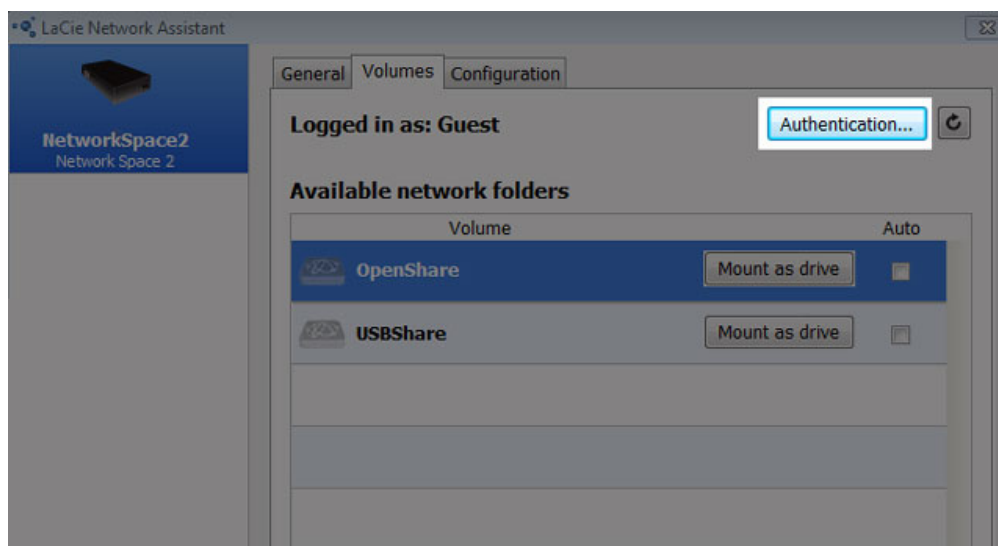 LaCie Network Assistant
NetworkSpace2
Network Space 2
General Volumes Configuration
Logged in as: Guest
Authentication...
Available network folders
Volume Auto
OpenShare Mount as drive
USBShare Mount as drive